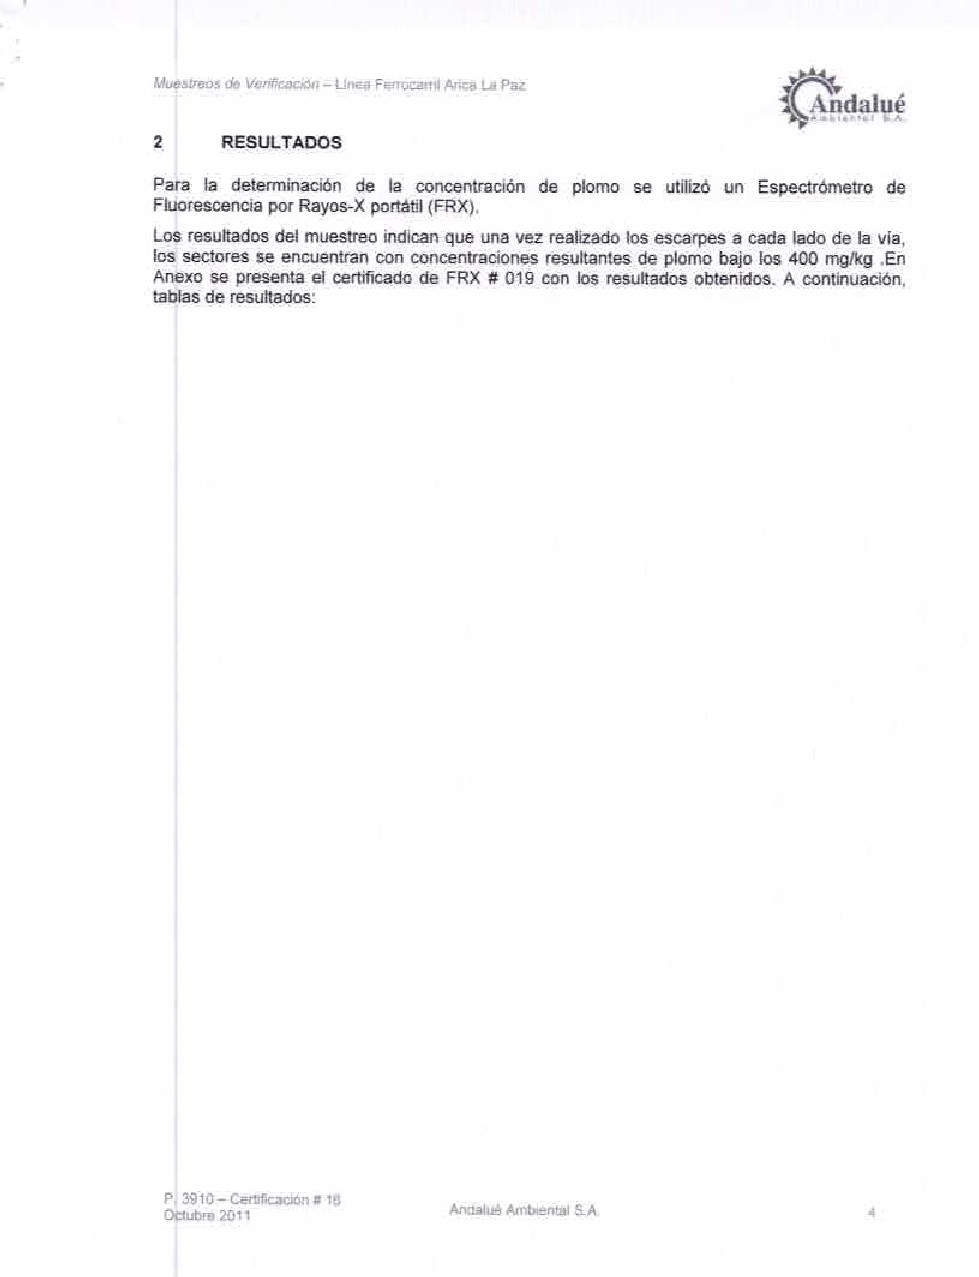 Muestreos de Verificación – Línea Ferrocarril Arica La Paz
Andalué
Ambiental S.A.
2 RESULTADOS
Para la determinación de la concentración de plomo se utilizó un Espectrómetro de
Fluorescencia por Rayos-X portátil (FRX).
Los resultados del muestreo indican que una vez realizado los escarpes a cada lado de la vía,
los sectores se encuentran con concentraciones resultantes de plomo bajo los 400 mg/kg .En
Anexo se presenta el certificado de FRX # 019 con los resultados obtenidos. A continuación,
tablas de resultados:
P. 3910 – Certificación # 16
Octubre 2011
Andalué Ambiental S.A.
4